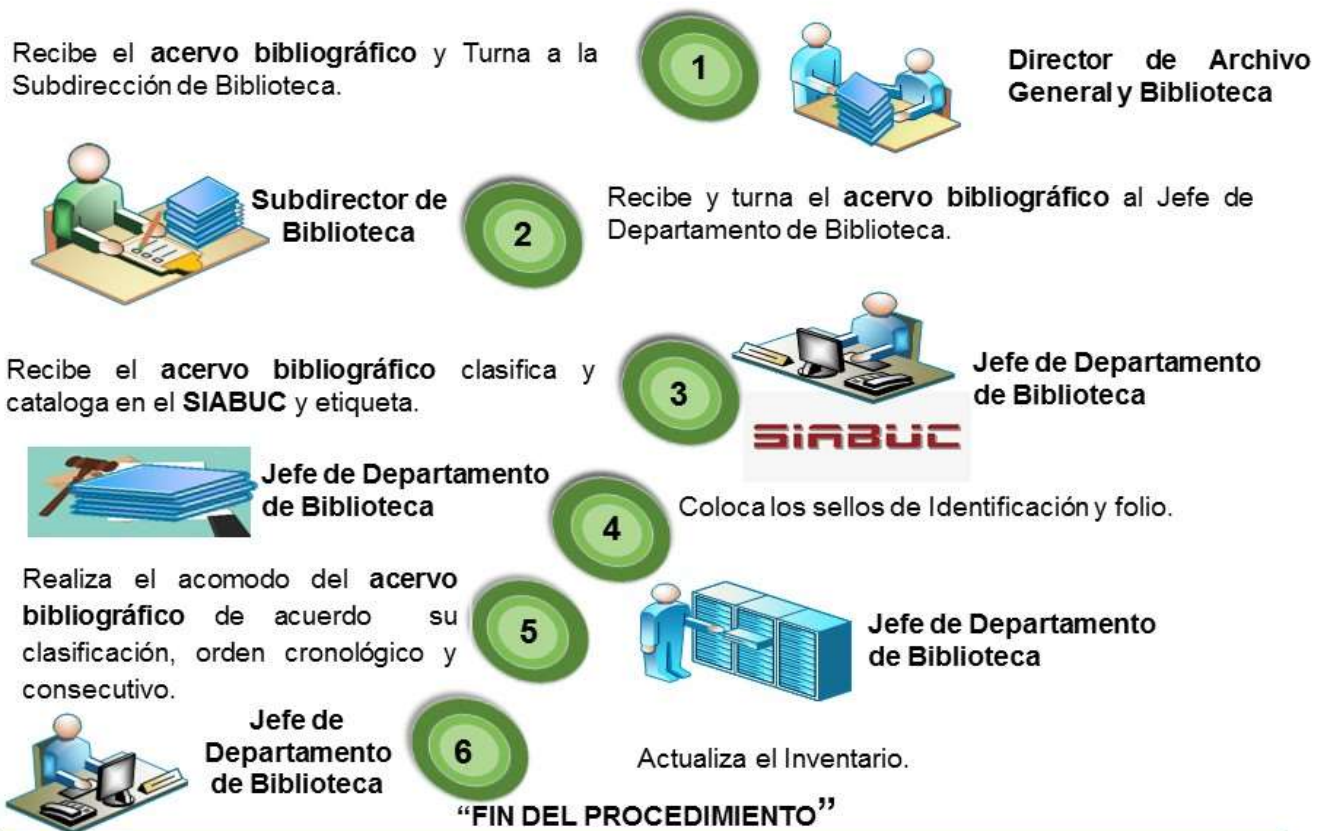 Recibe el acervo bibliográfico y Turna a la
Subdirección de Biblioteca.
1
Director de Archivo
General y Biblioteca
Subdirector de
Biblioteca
2
Recibe y turna el acervo bibliográfico al Jefe de
Departamento de Biblioteca.
Recibe el acervo bibliográfico clasifica y
cataloga en el SIABUC y etiqueta.
3
Jefe de Departamento
de Biblioteca
SIABUC
Jefe de Departamento
de Biblioteca
4
Coloca los sellos de Identificación y folio.
Realiza el acomodo del acervo
bibliográfico de acuerdo su
clasificación, orden cronológico y
consecutivo.
5
Jefe de Departamento
de Biblioteca
Jefe de
Departamento
de Biblioteca
6
Actualiza el Inventario.
“FIN DEL PROCEDIMIENTO”